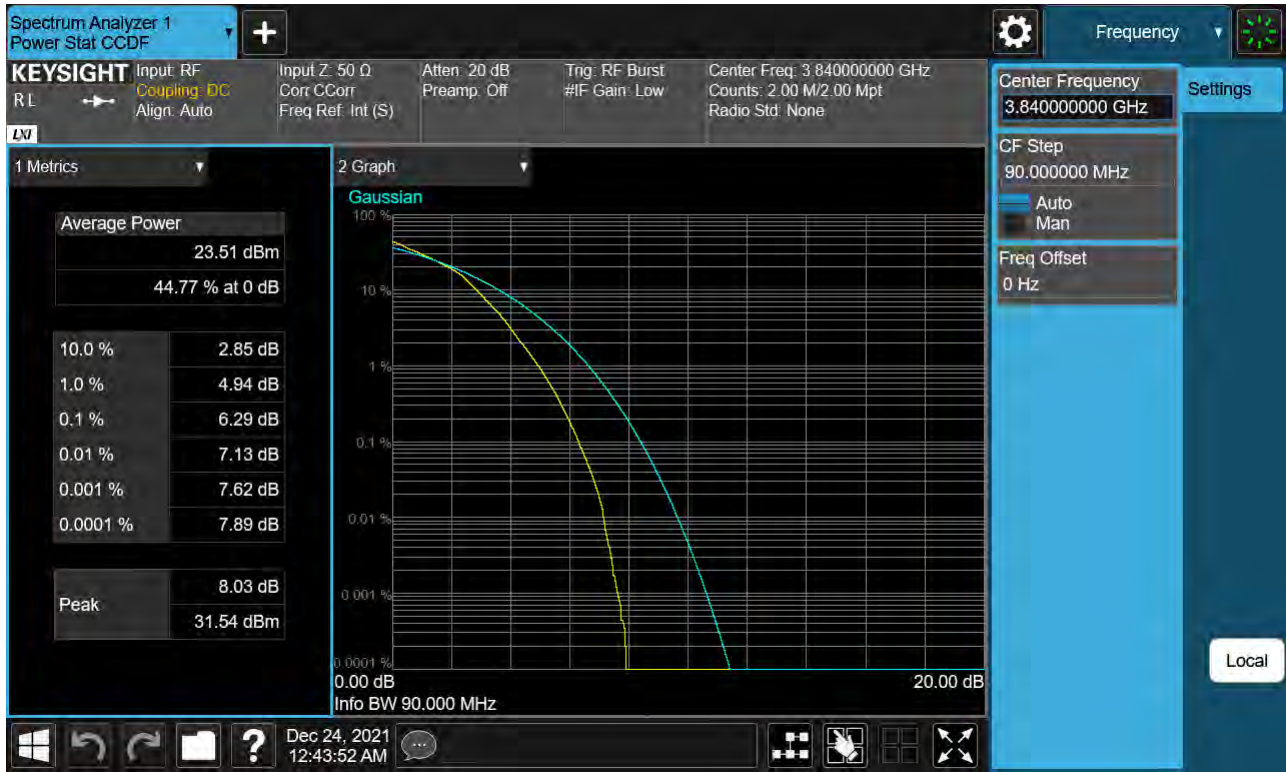 Spectrum Analyzer 1
Power Stat CCDF
+
Frequency
KEYSIGHT
RL
LXI
Input: RF
Coupling: DC
Align: Auto
Input Z: 50 Ω
Corr CCorr
Freq Ref: Int (S)
Atten: 20 dB
Preamp: Off
Trig: RF Burst
#IF Gain: Low
Center Freq: 3.840000000 GHz
Counts: 2.00 M/2.00 Mpt
Radio Std: None
Center Frequency
3.840000000 GHz
Settings
CF Step
90.000000 MHz
Auto
Man
Freq Offset
0 Hz
1 Metrics
Average Power
23.51 dBm
44.77 % at 0 dB
10.0 % 2.85 dB
1.0 % 4.94 dB
0.1 % 6.29 dB
0.01 % 7.13 dB
0.001 % 7.62 dB
0.0001 % 7.89 dB
Peak
8.03 dB
31.54 dBm
2 Graph
Gaussian
100 %
10 %
1 %
0.1 %
0.01 %
0.001 %
0.0001 %
0.00 dB 20.00 dB
Info BW 90.000 MHz
Local
?
Dec 24, 2021
12:43:52 AM